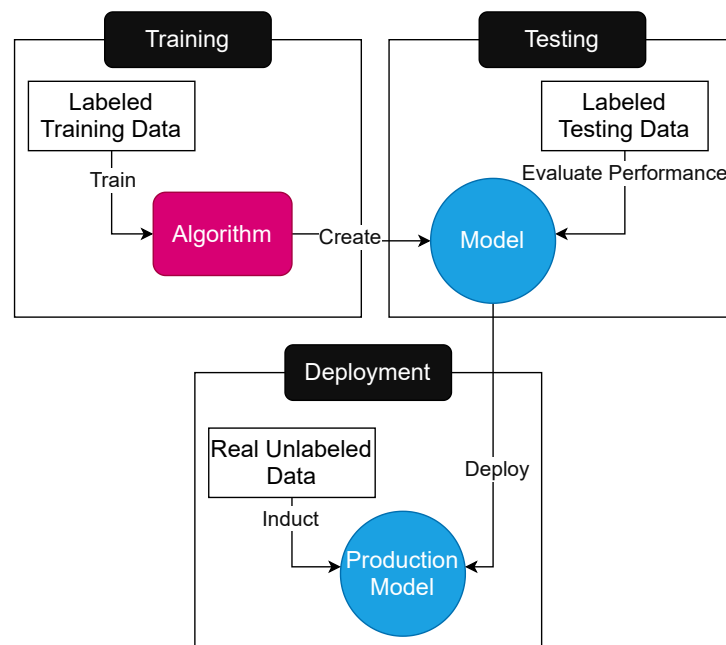 Training
Labeled
Training Data
Train
Algorithm
Create
Testing
Labeled
Testing Data
Evaluate Performance
Model
Deployment
Real Unlabeled
Data
Induct
Deploy
Production
Model